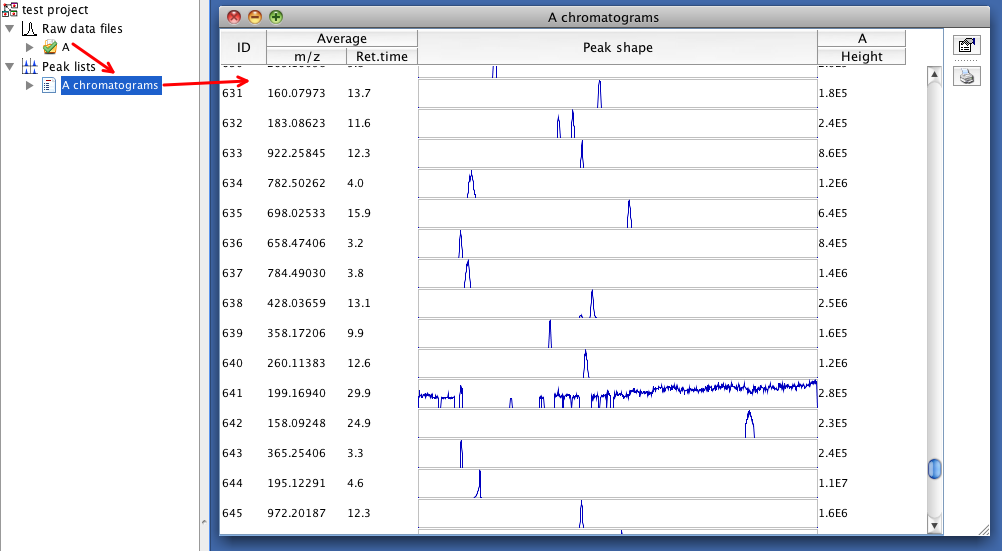 test project
Raw data files
A
Peak lists
A chromatograms
A chromatograms
ID Average Peak shape A
m/z Ret.time Height
631 160.07973 13.7 1.8E5
632 183.08623 11.6 2.4E5
633 922.25845 12.3 8.6E5
634 782.50262 4.0 1.2E6
635 698.02533 15.9 6.4E5
636 658.47406 3.2 8.4E5
637 784.49030 3.8 1.4E6
638 428.03659 13.1 2.5E6
639 358.17206 9.9 1.6E5
640 260.11383 12.6 1.2E6
641 199.16940 29.9 2.8E5
642 158.09248 24.9 2.3E5
643 365.25406 3.3 2.4E5
644 195.12291 4.6 1.1E7
645 972.20187 12.3 1.6E6